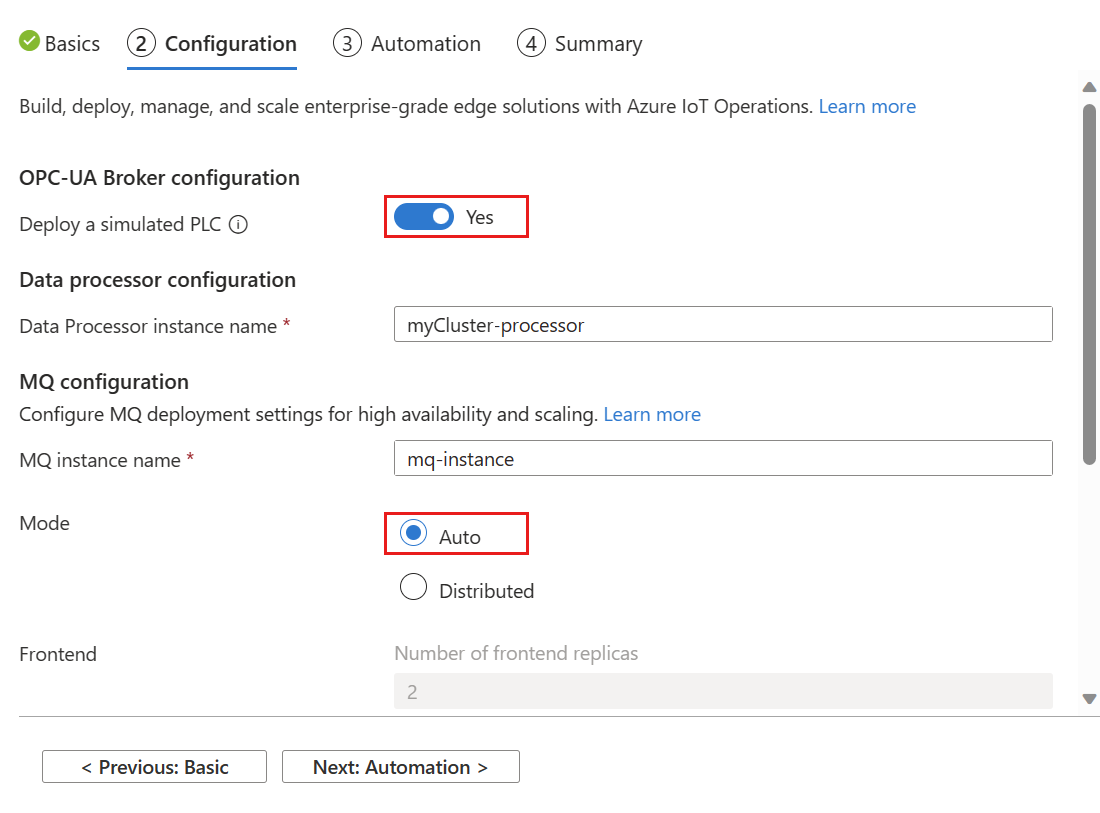 Basics 2 Configuration 3 Automation 4 Summary
Build, deploy, manage, and scale enterprise-grade edge solutions with Azure IoT Operations. Learn more
OPC-UA Broker configuration
Deploy a simulated PLC i Yes
Data processor configuration
Data Processor instance name * myCluster-processor
MQ configuration
Configure MQ deployment settings for high availability and scaling. Learn more
MQ instance name * mq-instance
Mode Auto
Distributed
Frontend Number of frontend replicas
2
< Previous: Basic Next: Automation >